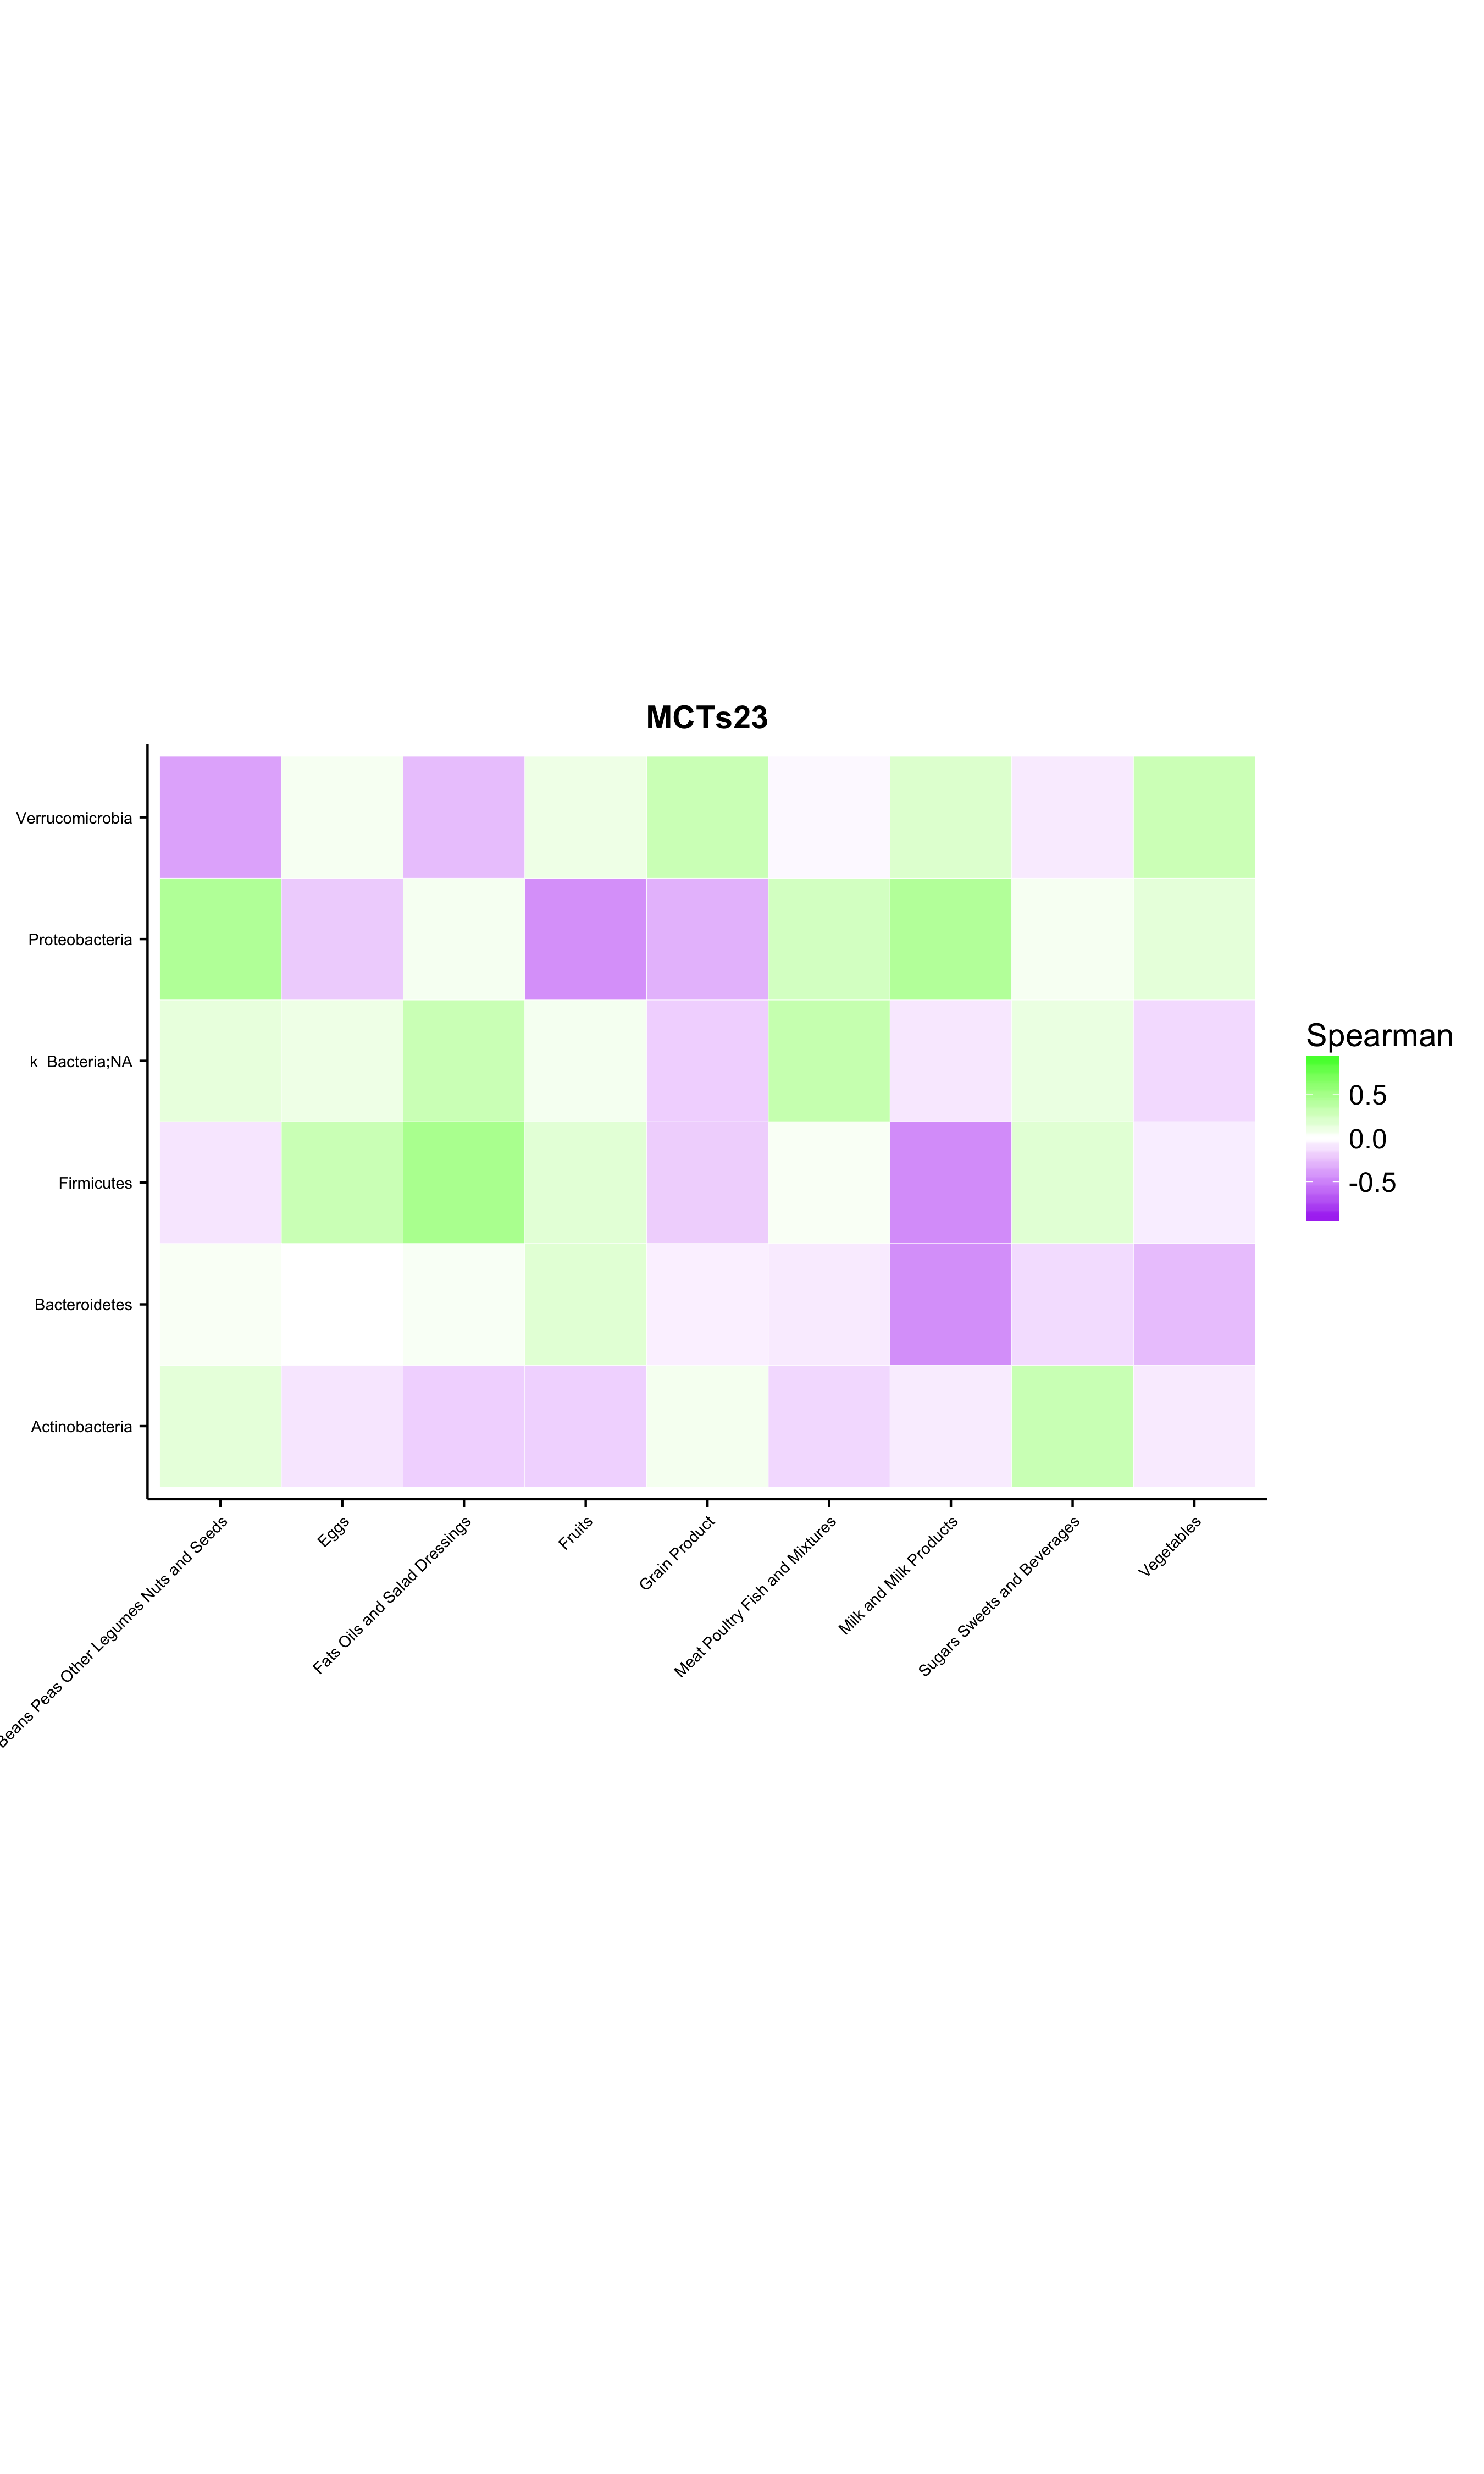 MCTs23
Verrucomicrobia
Proteobacteria
k Bacteria;NA
Firmicutes
Bacteroidetes
Actinobacteria
Beans Peas Other Legumes Nuts and Seeds
Eggs
Fats Oils and Salad Dressings
Fruits
Grain Product
Meat Poultry Fish and Mixtures
Milk and Milk Products
Sugars Sweets and Beverages
Vegetables
Spearman
0.5
0.0
-0.5